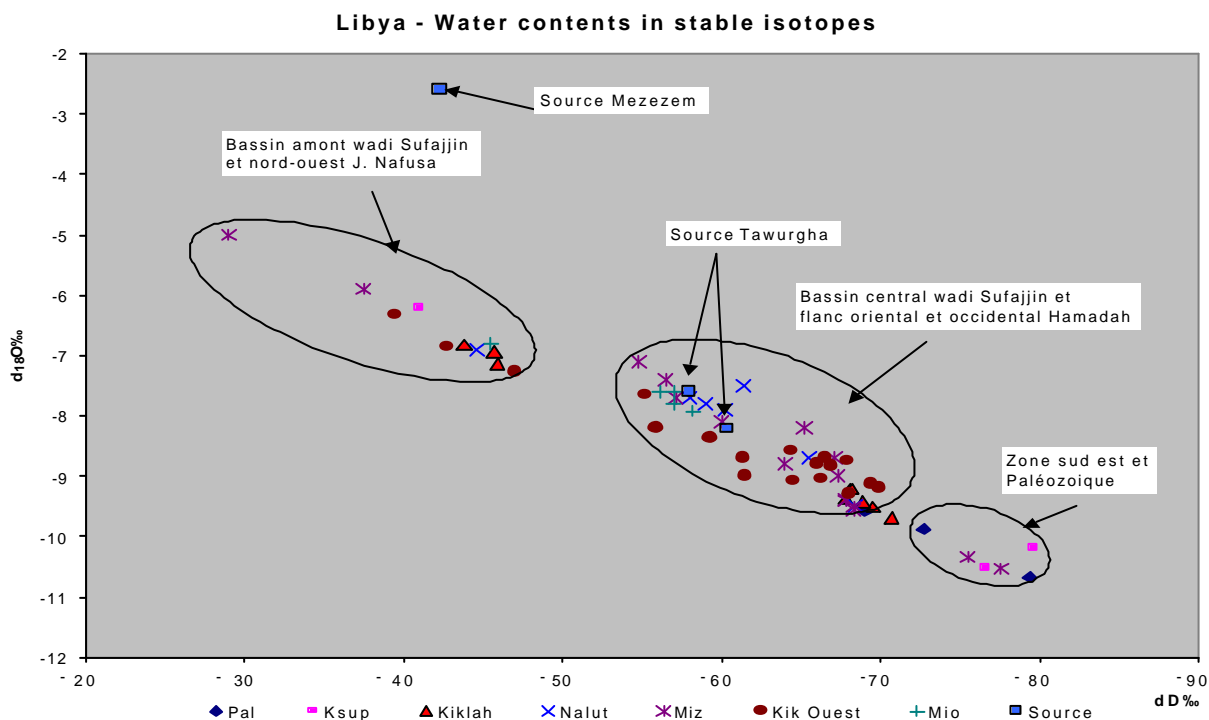 Libya - Water contents in stable isotopes
-2
-3
-4
-5
-6
-7
-8
-9
-10
-11
-12
d18O‰
Source Mezezem
Bassin amont wadi Sufajjin
et nord-ouest J. Nafusa
Source Tawurgha
Bassin central wadi Sufajjin et
flanc oriental et occidental Hamadah
Zone sud est et
Paléozoique
-20 -30 -40 -50 -60 -70 -80 -90
dD‰
Pal Ksup Kiklah Nalut Miz Kik Ouest Mio Source